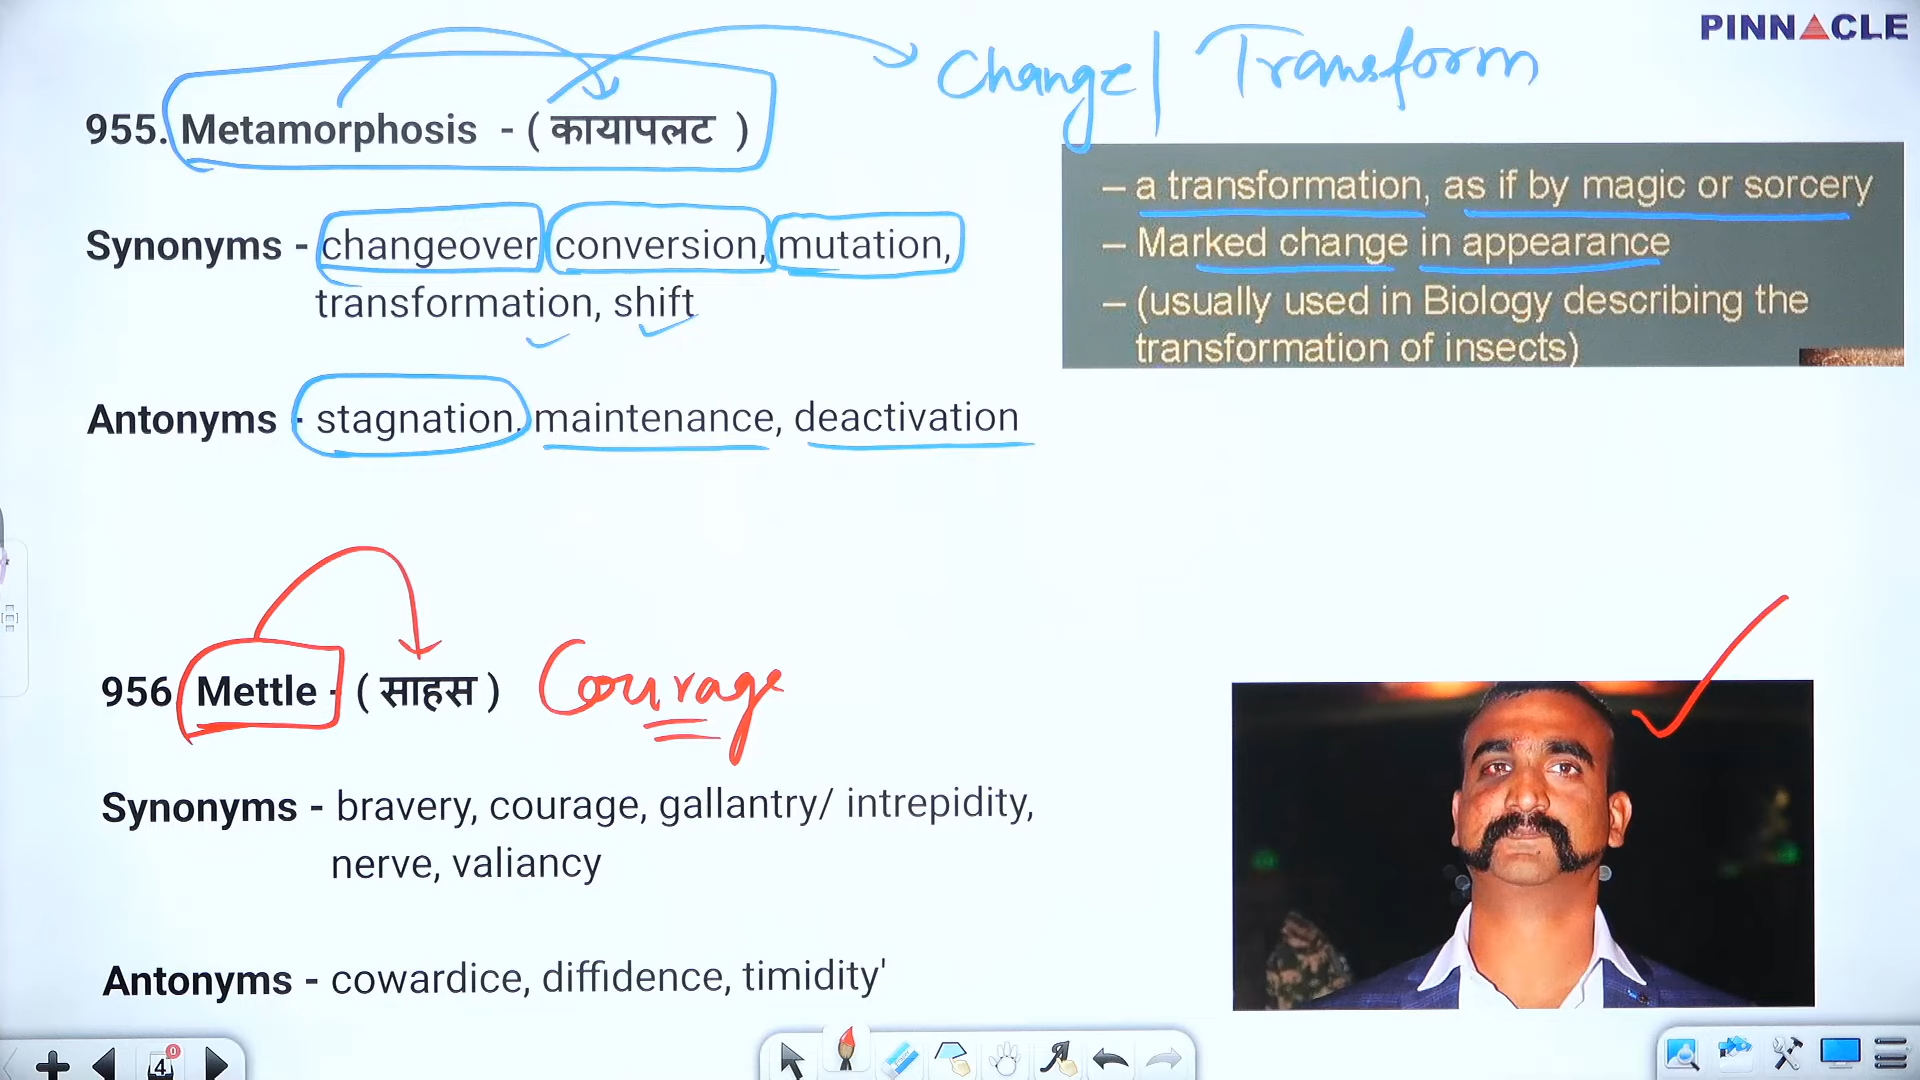 PINNACLE
Change | Transform
955. Metamorphosis - ( कायापलट )
– a transformation, as if by magic or sorcery
– Marked change in appearance
– (usually used in Biology describing the
transformation of insects)
Synonyms - changeover, conversion, mutation,
transformation, shift
Antonyms - stagnation, maintenance, deactivation
956. Mettle - ( साहस ) Courage
Synonyms - bravery, courage, gallantry/ intrepidity,
nerve, valiancy
Antonyms - cowardice, diffidence, timidity'
4
0